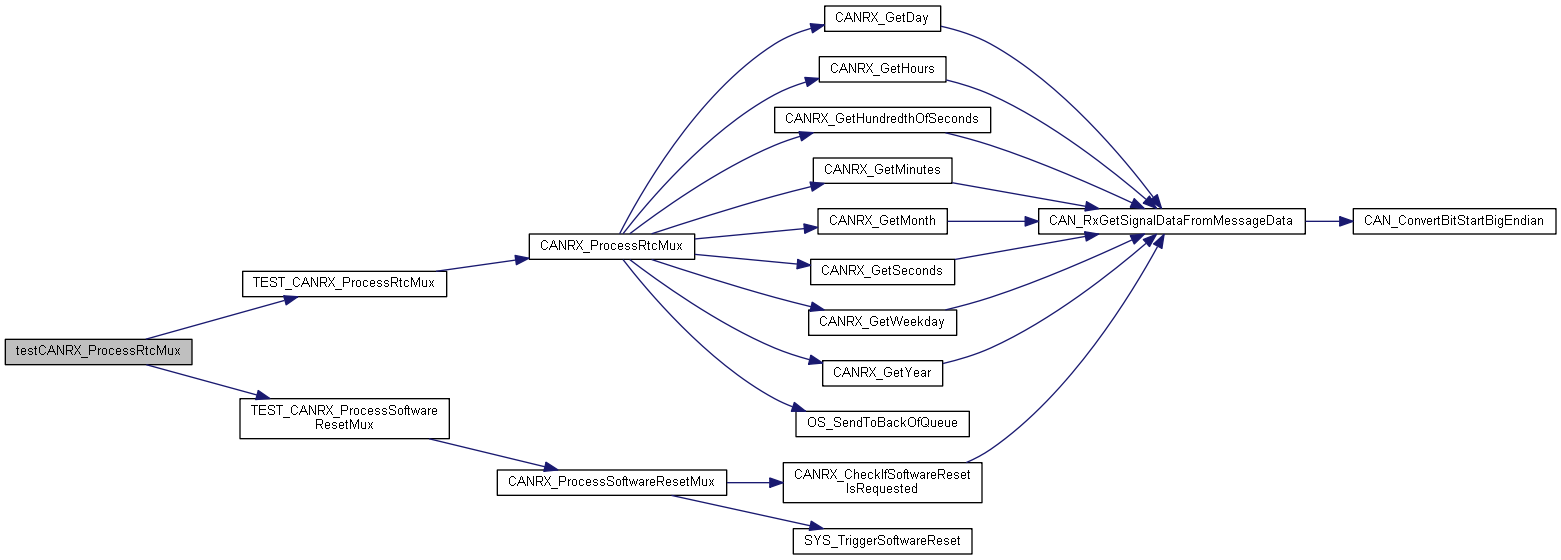 CANRX_GetDay
CANRX_GetHours
CANRX_GetHundredthOfSeconds
CANRX_GetMinutes
CANRX_GetMonth
CAN_RxGetSignalDataFromMessageData
CAN_ConvertBitStartBigEndian
CANRX_ProcessRtcMux
CANRX_GetSeconds
TEST_CANRX_ProcessRtcMux
CANRX_GetWeekday
testCANRX_ProcessRtcMux
CANRX_GetYear
TEST_CANRX_ProcessSoftware
ResetMux
OS_SendToBackOfQueue
CANRX_ProcessSoftwareResetMux
CANRX_CheckIfSoftwareReset
IsRequested
SYS_TriggerSoftwareReset